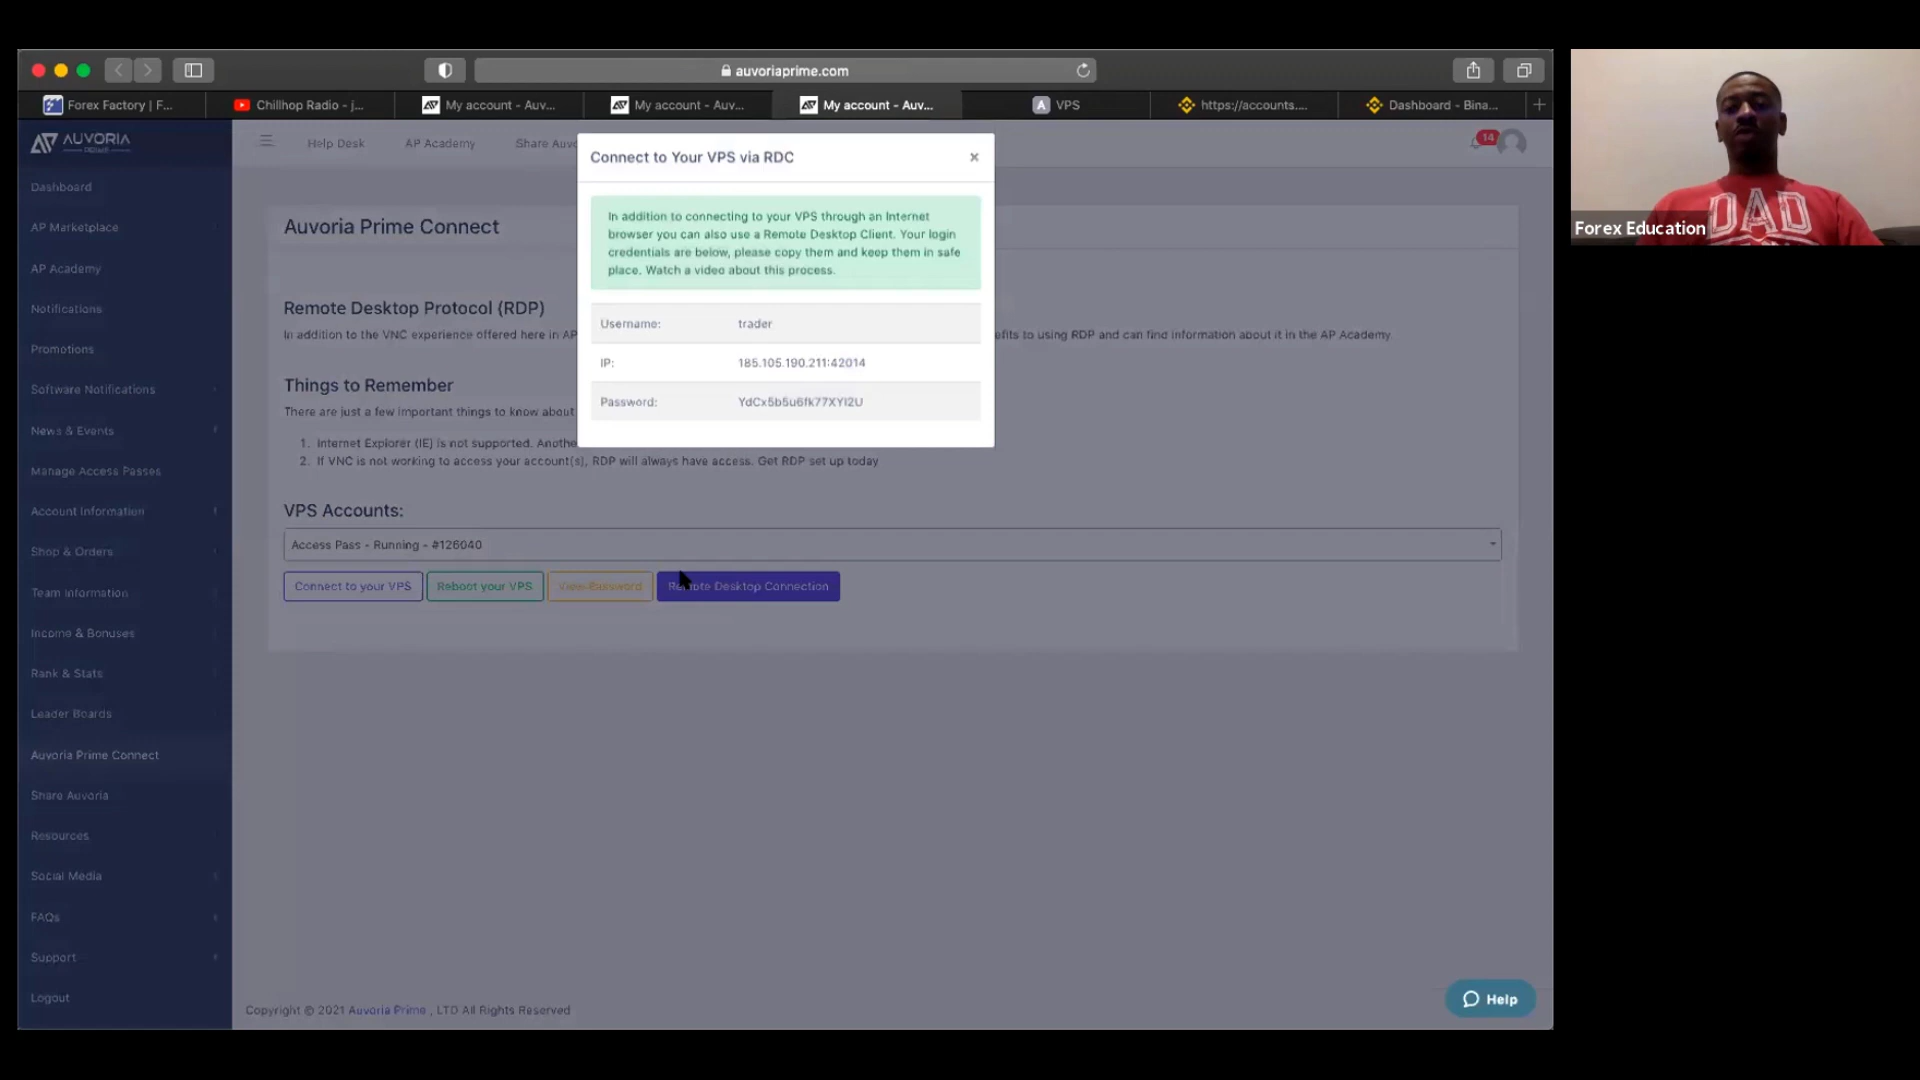 auvoriaprime.com
Forex Factory | F...
Chillhop Radio - j...
My account - Auv...
My account - Auv...
My account - Auv...
A VPS
https://accounts....
Dashboard - Bina...
AUVORIA
PRIME
Help Desk
AP Academy
Share Auvo
14
Dashboard
AP Marketplace
AP Academy
Notifications
Promotions
Software Notifications
News & Events
Manage Access Passes
Account Information
Shop & Orders
Team Information
Income & Bonuses
Rank & Stats
Leader Boards
Auvoria Prime Connect
Share Auvoria
Resources
Social Media
FAQs
Support
Logout
Connect to Your VPS via RDC
×
In addition to connecting to your VPS through an Internet
browser you can also use a Remote Desktop Client. Your login
credentials are below, please copy them and keep them in safe
place. Watch a video about this process.
Username: trader
IP: 185.105.190.211:42014
Password:
Auvoria Prime Connect
Remote Desktop Protocol (RDP)
In addition to the VNC experience offered here in AP
efits to using RDP and can find information about it in the AP Academy
Things to Remember
There are just a few important things to know about
1. Internet Explorer (IE) is not supported. Anothe
2. If VNC is not working to access your account(s), RDP will always have access. Get RDP set up today
VPS Accounts:
Access Pass - Running - #126040
Connect to your VPS
Reboot your VPS
View Password
Remote Desktop Connection
Copyright © 2021 Auvoria Prime , LTD All Rights Reserved
Help
DAD
Forex Education